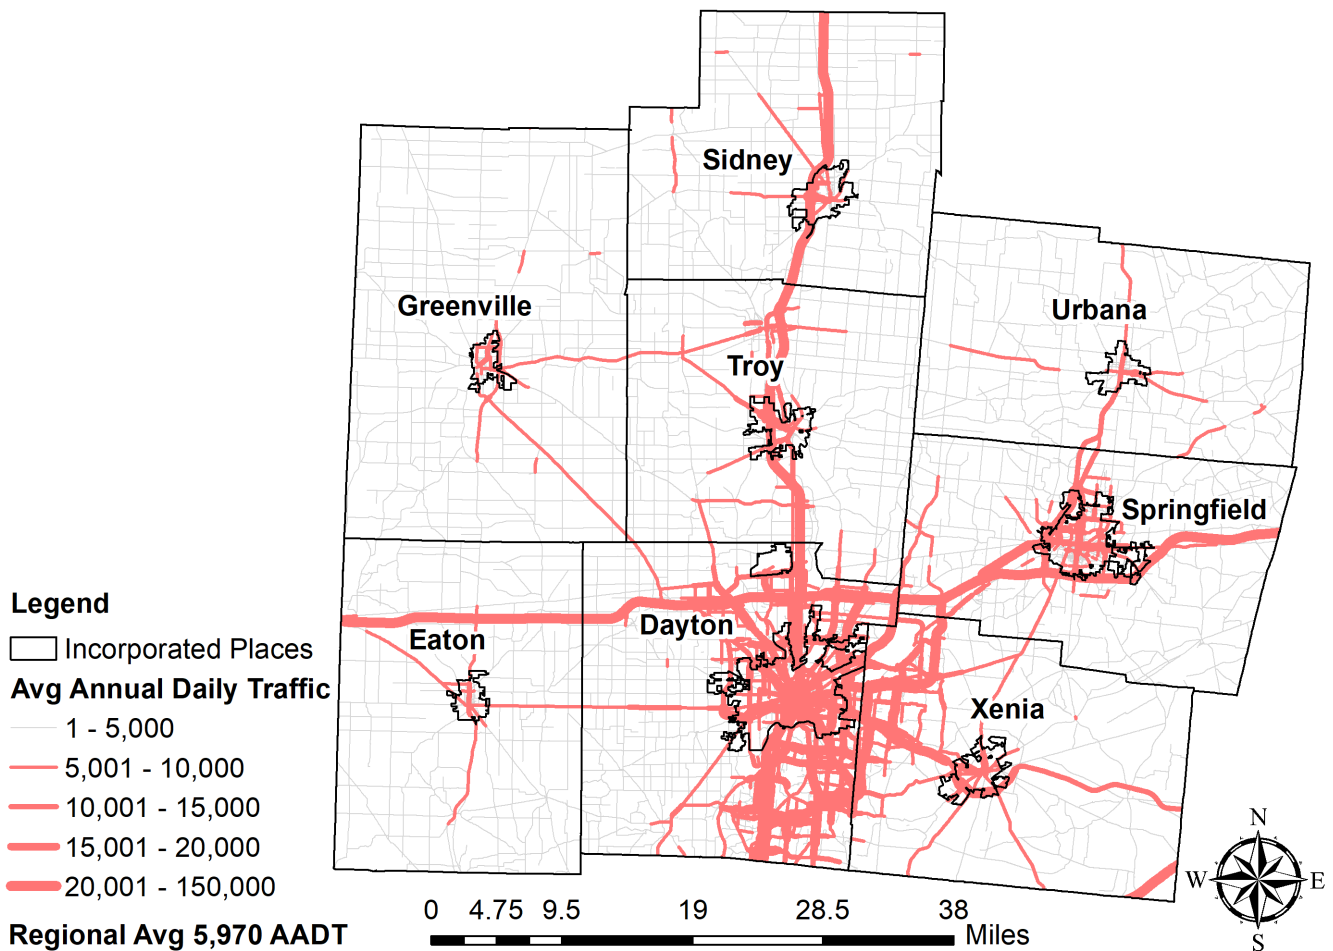 Sidney
Greenville
Urbana
Troy
Springfield
Legend
Incorporated Places
Eaton
Dayton
Avg Annual Daily Traffic
1 - 5,000
5,001 - 10,000
10,001 - 15,000
15,001 - 20,000
20,001 - 150,000
Regional Avg 5,970 AADT
Xenia
0 4.75 9.5 19 28.5 38
Miles
N
W E
S